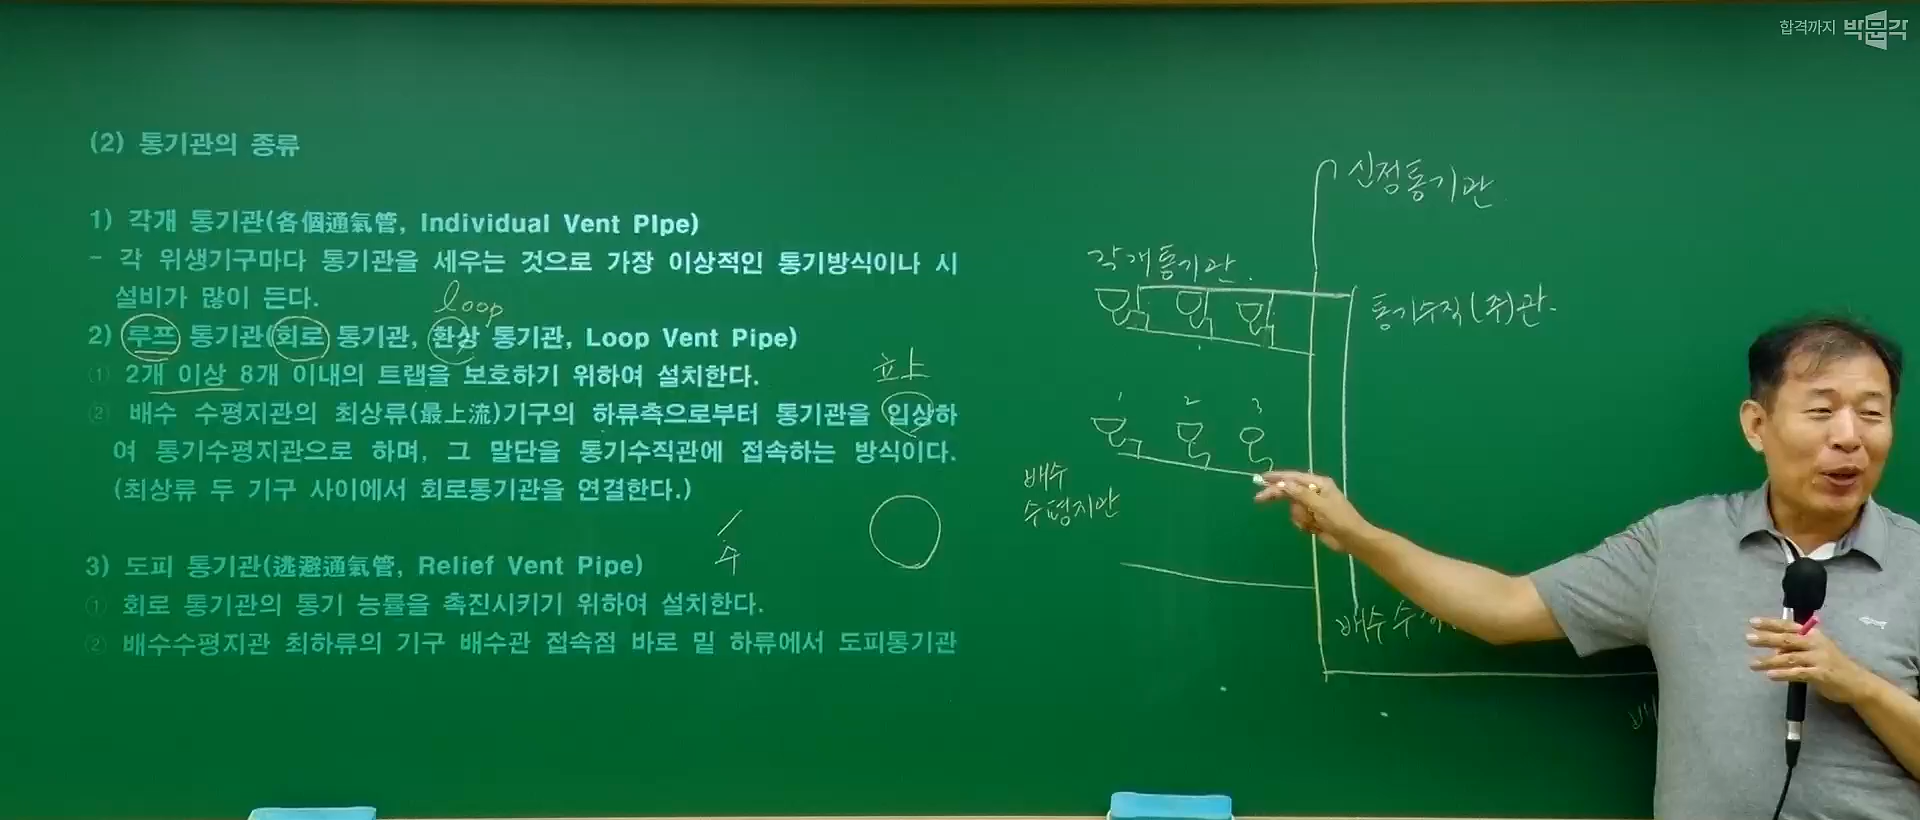 합격까지 박문각
(2) 통기관의 종류
1) 각개 통기관(各個通氣管, Individual Vent PIpe)
- 각 위생기구마다 통기관을 세우는 것으로 가장 이상적인 통기방식이나 시
설비가 많이 든다.
loop
2) 루프 통기관(회로 통기관, 환상 통기관, Loop Vent Pipe)
① 2개 이상 8개 이내의 트랩을 보호하기 위하여 설치한다.
② 배수 수평지관의 최상류(最上流)기구의 하류측으로부터 통기관을 입상하
여 통기수평지관으로 하며, 그 말단을 통기수직관에 접속하는 방식이다.
(최상류 두 기구 사이에서 회로통기관을 연결한다.)
3) 도피 통기관(逃避通氣管, Relief Vent Pipe)
① 회로 통기관의 통기 능률을 촉진시키기 위하여 설치한다.
② 배수수평지관 최하류의 기구 배수관 접속점 바로 밑 하류에서 도피통기관
신정통기관
각개통기관.
통기수직(주)관.
1 2 3
배수
수평지관
배수수
배